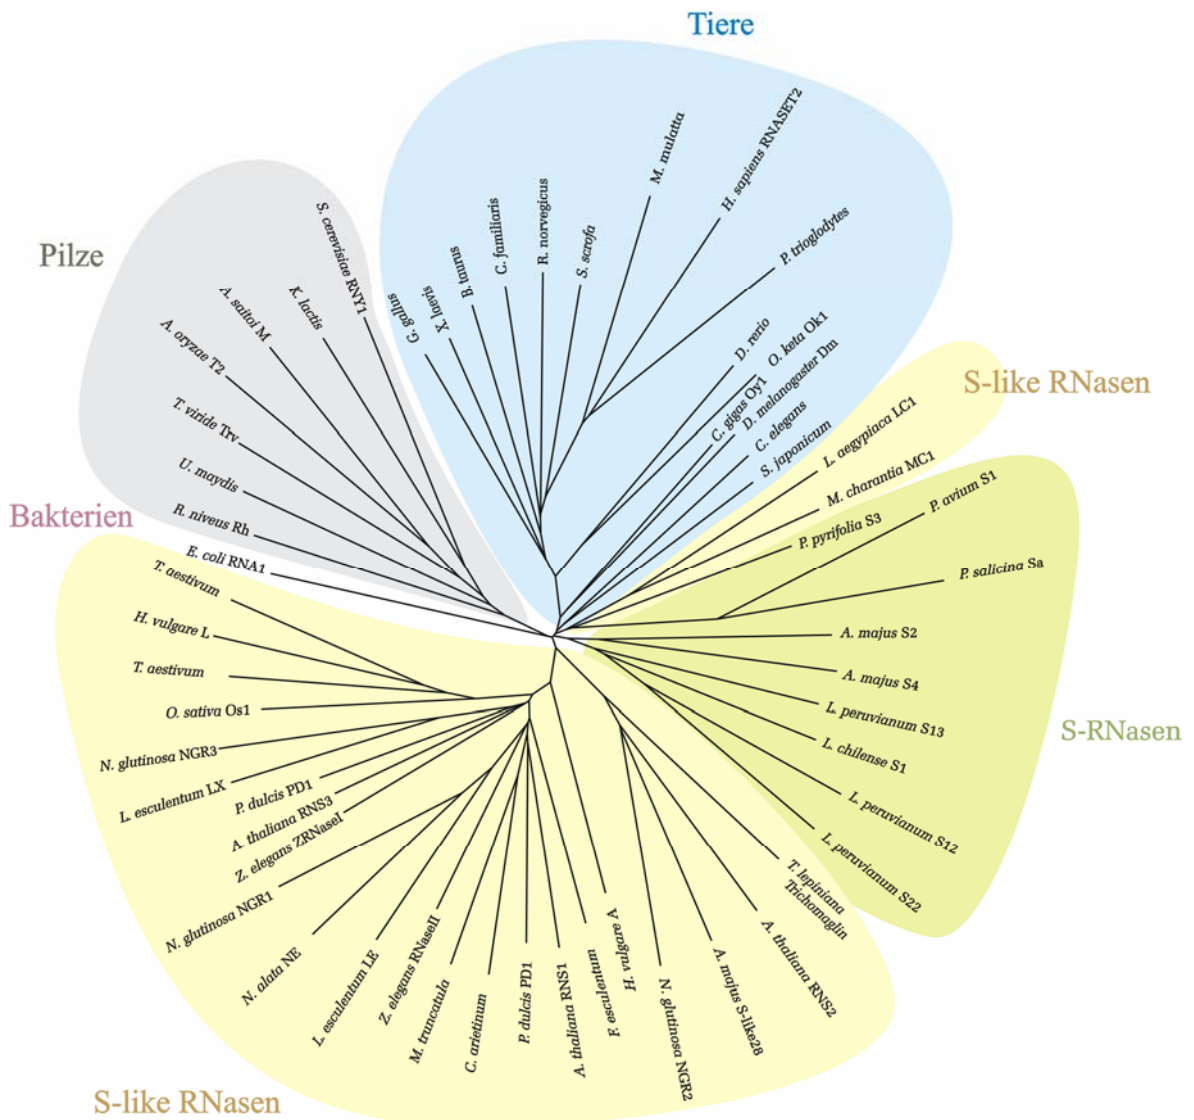 Tiere
Pilze
Bakterien
S-like RNasen
S-RNasen
S-like RNasen
S. cerevisiae RNY1
K. lactis
A. saitoi M
A. oryzae T2
T. viride Trv
U. maydis
R. niveus Rh
E. coli RNA1
G. gallus
X. laevis
B. taurus
C. familiaris
R. norvegicus
S. scrofa
M. mulatta
H. sapiens RNASET2
P. trioglodytes
D. rerio
O. keta Ok1
C. gigas Oy1
D. melanogaster Dm
C. elegans
S. japonicum
L. aegypiaca LC1
M. charantia MC1
P. pyrifolia S3
P. avium S1
P. salicina Sa
A. majus S2
A. majus S4
L. peruvianum S13
L. chilense S1
L. peruvianum S12
L. peruvianum S22
T. lepiniana
Trichomaglin
A. thaliana RNS2
A. majus S-like28
N. glutinosa NGR2
H. vulgare A
F. esculentum
A. thaliana RNS1
P. dulcis PD1
C. arietinum
M. truncatula
Z. elegans RNaseII
L. esculentum LE
N. alata NE
N. glutinosa NGR1
Z. elegans ZRNaseI
A. thaliana RNS3
P. dulcis PD1
L. esculentum LX
N. glutinosa NGR3
O. sativa Os1
T. aestivum
H. vulgare L
T. aestivum